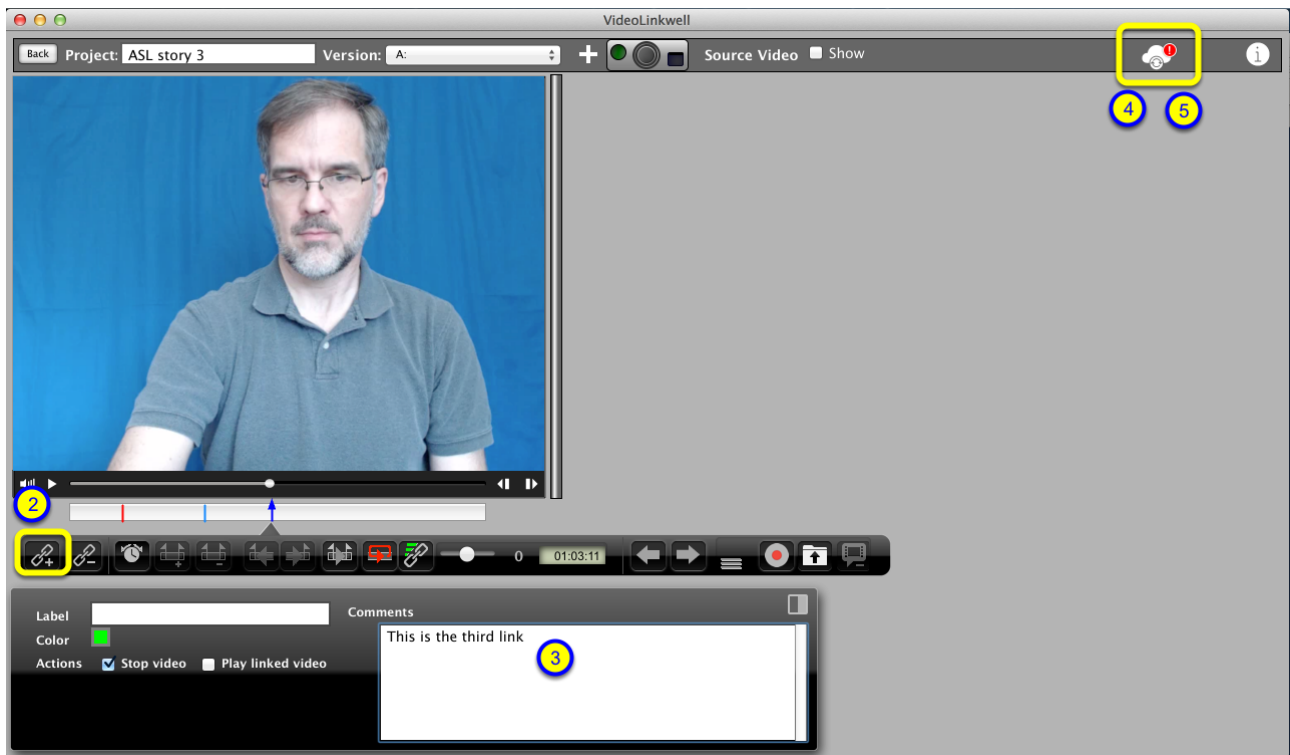 VideoLinkwell
Back Project: ASL story 3 Version: A: Source Video Show
4 5
2
0 01:03:11
Label Comments
This is the third link
Color
Actions Stop video Play linked video
3